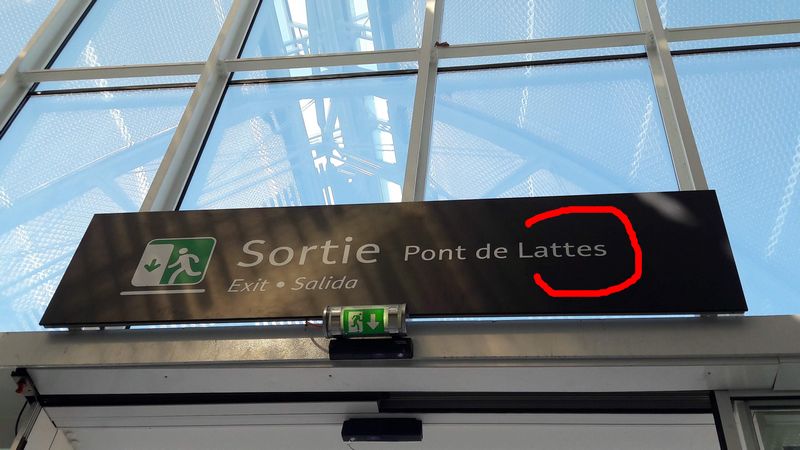 Sortie Pont de Lattes
Exit • Salida